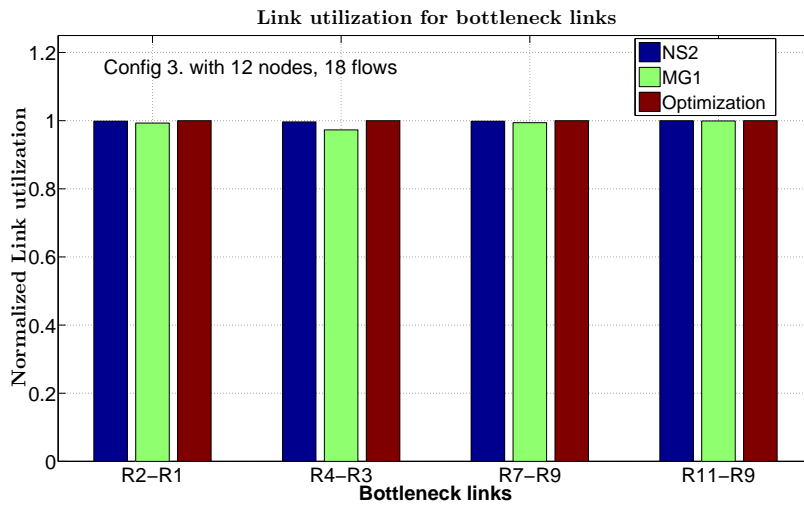 Link utilization for bottleneck links
Config 3. with 12 nodes, 18 flows
NS2
MG1
Optimization
Normalized Link utilization
1.2
1
0.8
0.6
0.4
0.2
0
R2–R1
R4–R3
R7–R9
R11–R9
Bottleneck links